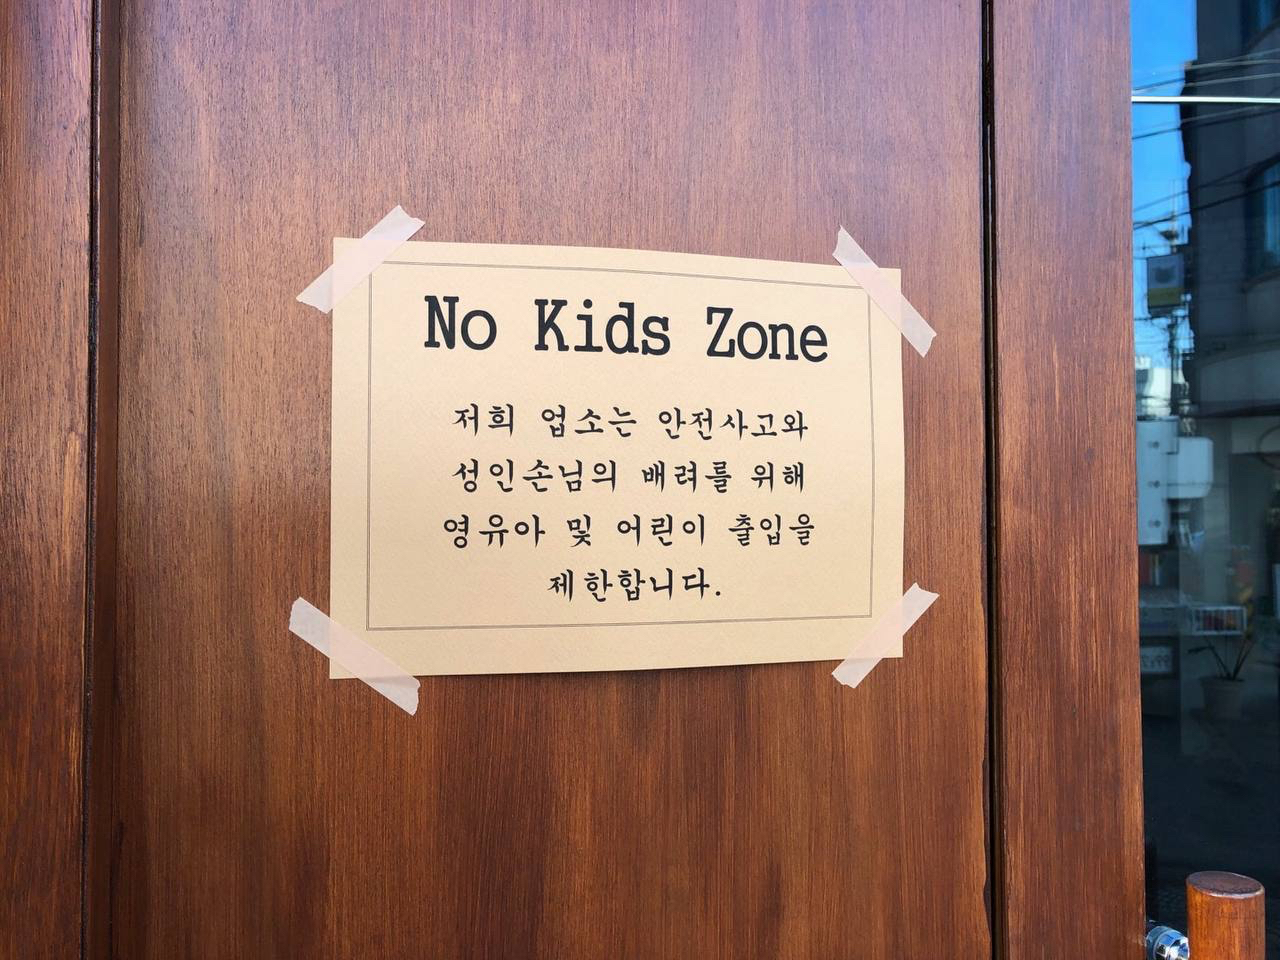 No Kids Zone
저희 업소는 안전사고와
성인손님의 배려를 위해
영유아 및 어린이 출입을
제한합니다.